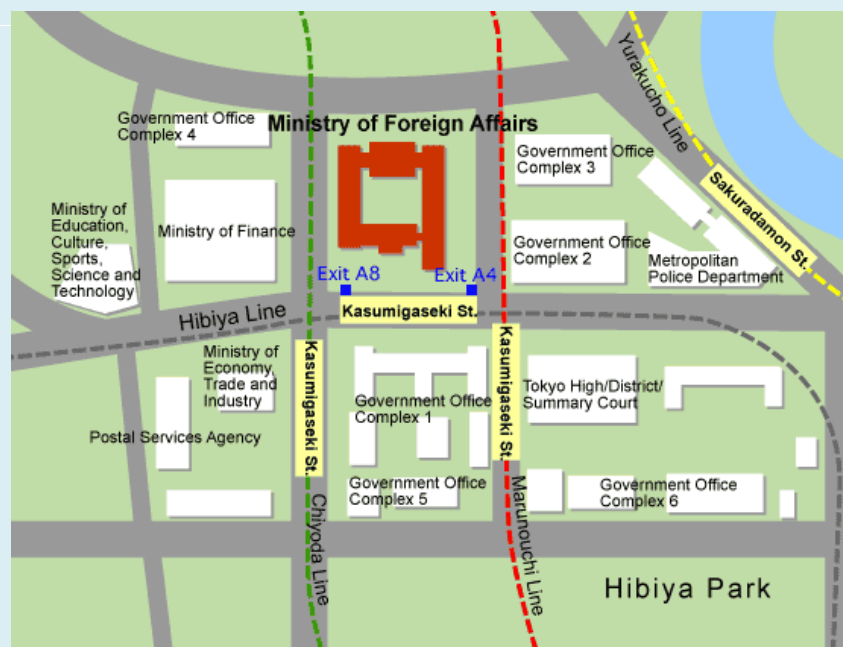 Yurakucho Line
Government Office
Complex 4
Ministry of Foreign Affairs
Government Office
Complex 3
Sakuradamon St.
Ministry of
Education,
Culture,
Sports,
Science and
Technology
Ministry of Finance
Government Office
Complex 2
Metropolitan
Police Department
Exit A8
Exit A4
Hibiya Line
Kasumigaseki St.
Kasumigaseki St.
Kasumigaseki St.
Ministry of
Economy,
Trade and
Industry
Government Office
Complex 1
Tokyo High/District/
Summary Court
Postal Services Agency
Government Office
Complex 5
Government Office
Complex 6
Chiyoda Line
Marunouchi Line
Hibiya Park